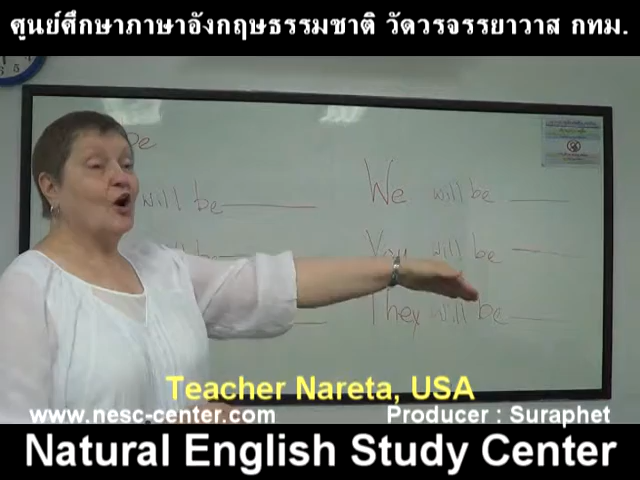 ศูนย์ศึกษาภาษาอังกฤษธรรมชาติ วัดวรจรรยาวาส กทม.
be
will be
We will be
will be
You will be
They will be
Teacher Nareta, USA
www.nesc-center.com
Producer : Suraphet
Natural English Study Center